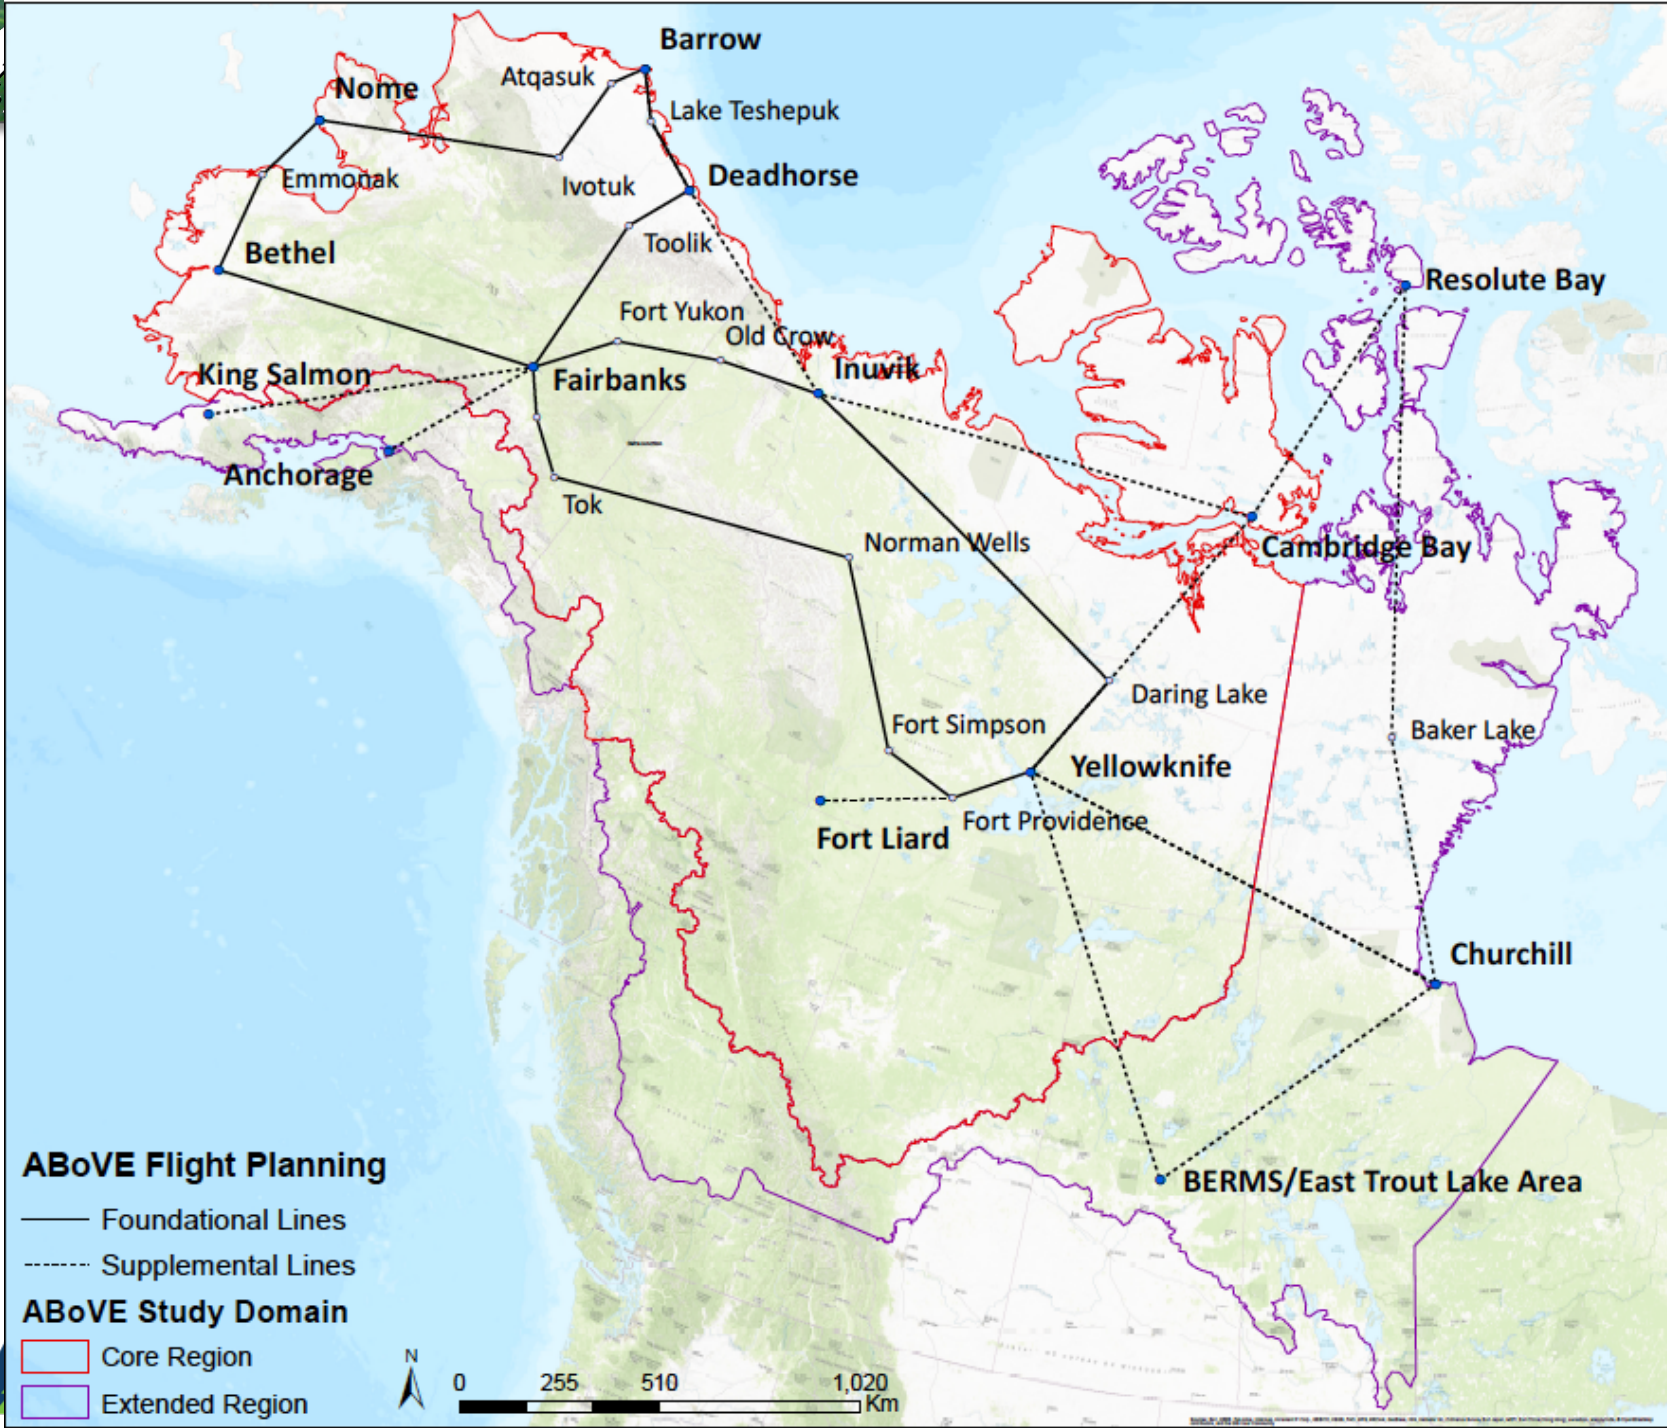 Barrow
Atqasuk
Nome
Lake Teshepuk
Emmonak
Ivotuk
Deadhorse
Bethel
Toolik
Resolute Bay
Fort Yukon
Old Crow
King Salmon
Fairbanks
Inuvik
Anchorage
Tok
Norman Wells
Cambridge Bay
Daring Lake
Fort Simpson
Baker Lake
Yellowknife
Fort Providence
Fort Liard
Churchill
BERMS/East Trout Lake Area
ABoVE Flight Planning
Foundational Lines
Supplemental Lines
ABoVE Study Domain
Core Region
Extended Region
N
0 255 510 1,020
Km